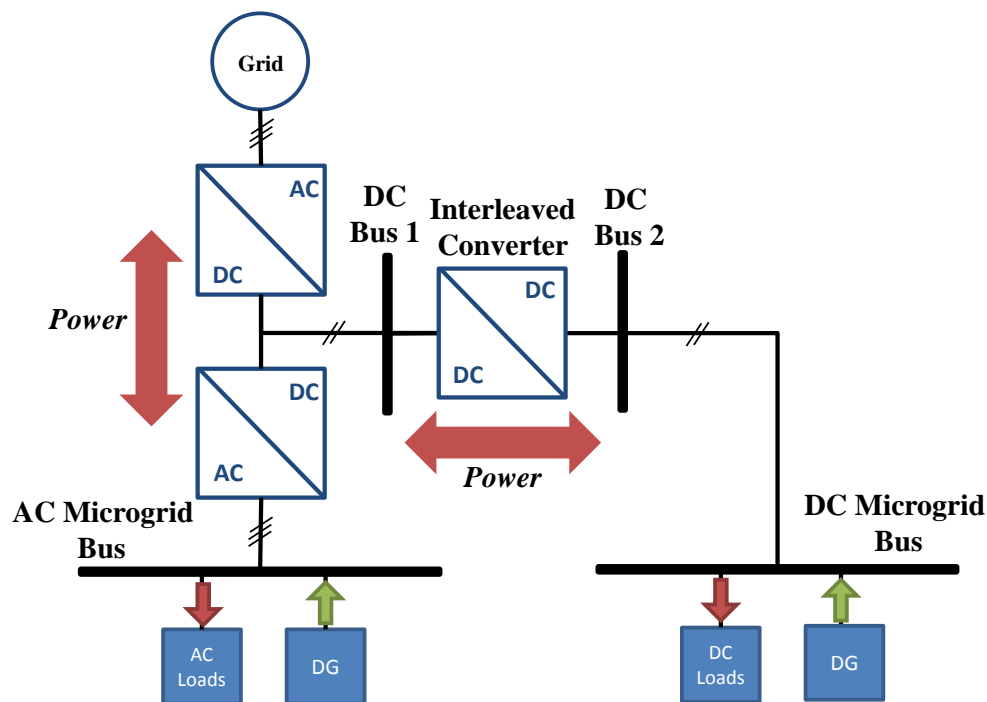 Grid
AC
DC
Power
DC
AC
DC
Bus 1
Interleaved
Converter
DC
DC
DC
Bus 2
Power
AC Microgrid
Bus
DC Microgrid
Bus
AC
Loads
DG
DC
Loads
DG